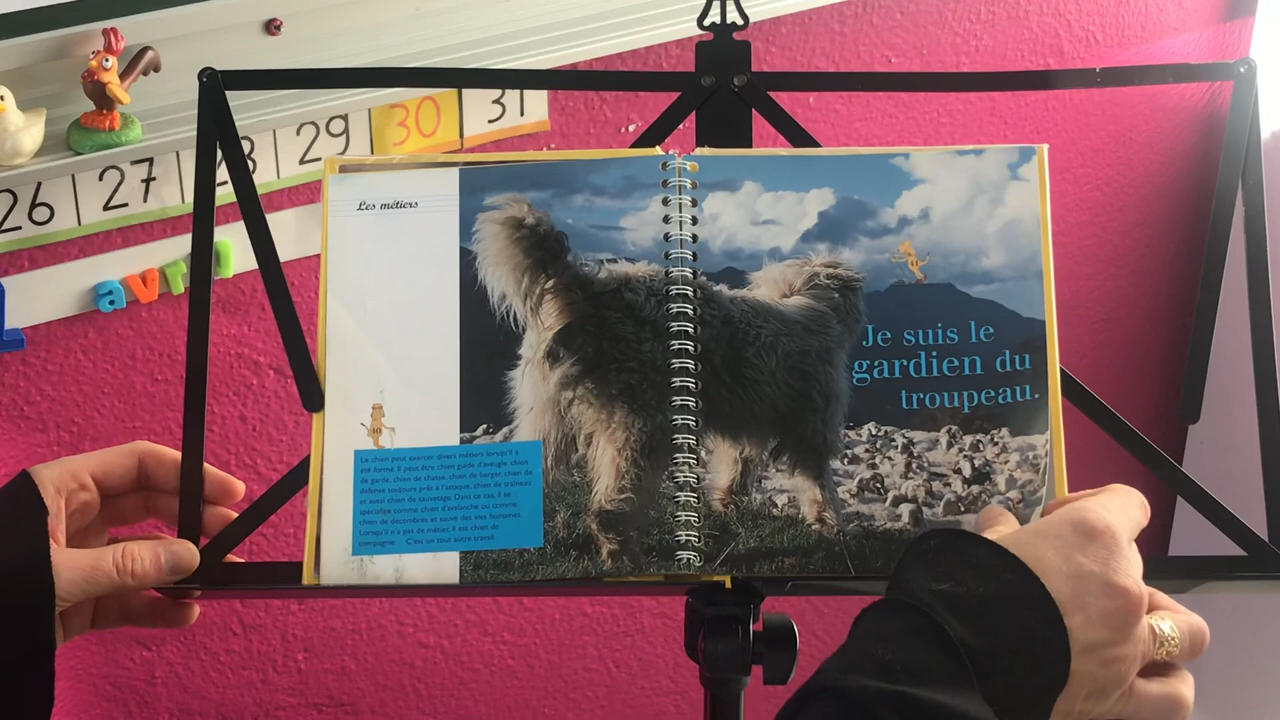 26 27 28 29 30 31
avri
Les métiers
Je suis le
gardien du
troupeau.
40
Le chien peut exercer divers métiers lorsqu'il a
été formé. Il peut être chien guide d'aveugle, chien
de garde, chien de chasse, chien de berger, chien de
défense toujours prêt à l'attaque, chien de traîneau
et aussi chien de sauvetage. Dans ce cas, il se
spécialise comme chien d'avalanche ou comme
chien de décombres et sauve des vies humaines.
Lorsqu'il n'a pas de métier, il est chien de
compagnie. C'est un tout autre travail.